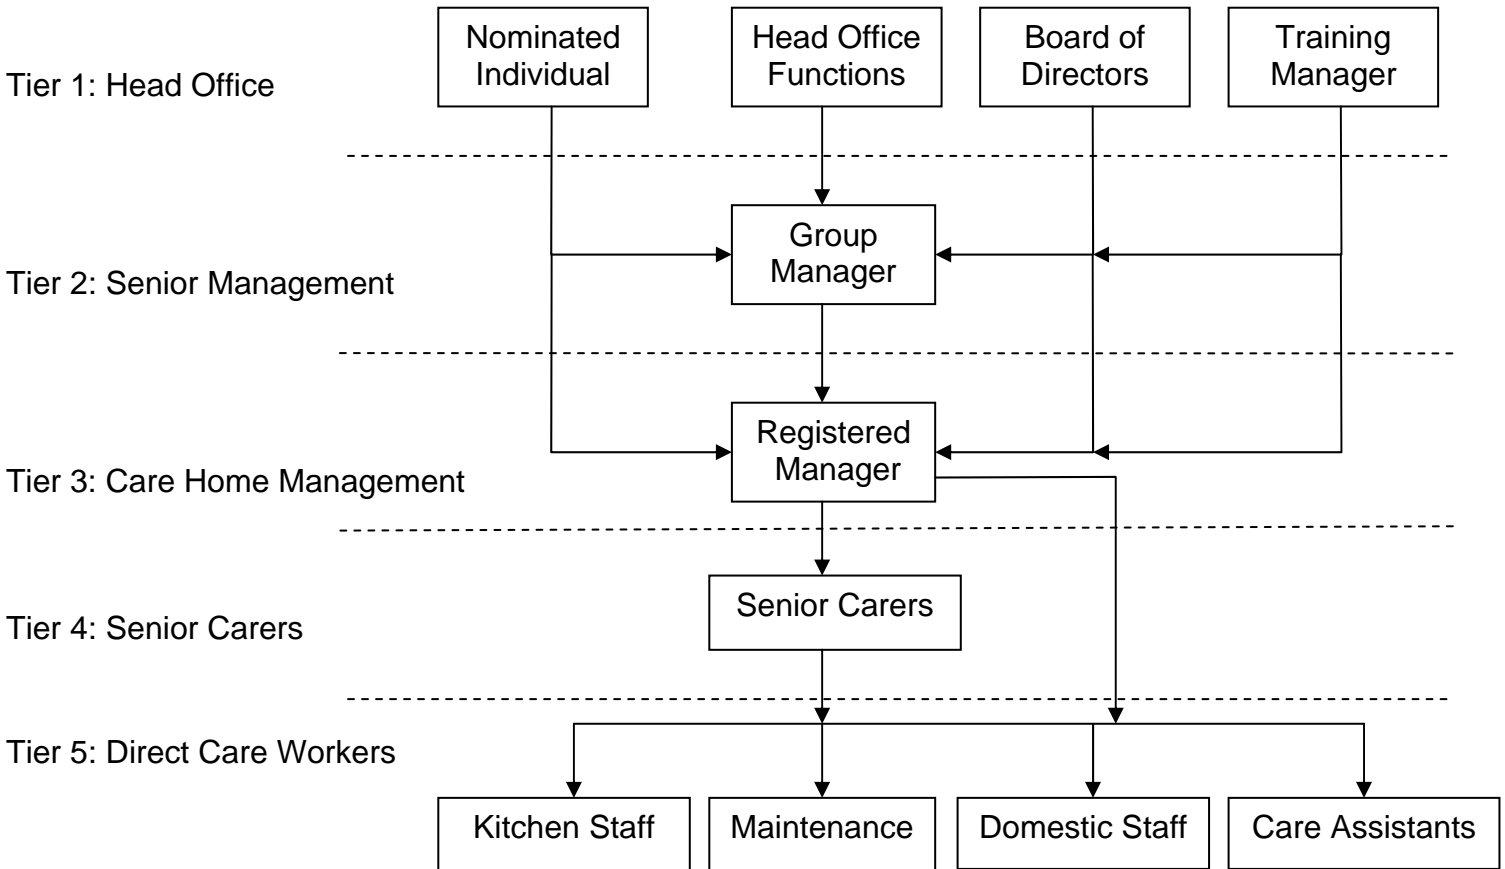 Tier 1: Head Office
Nominated
Individual
Head Office
Functions
Board of
Directors
Training
Manager
Tier 2: Senior Management
Group
Manager
Tier 3: Care Home Management
Registered
Manager
Tier 4: Senior Carers
Senior Carers
Tier 5: Direct Care Workers
Kitchen Staff
Maintenance
Domestic Staff
Care Assistants